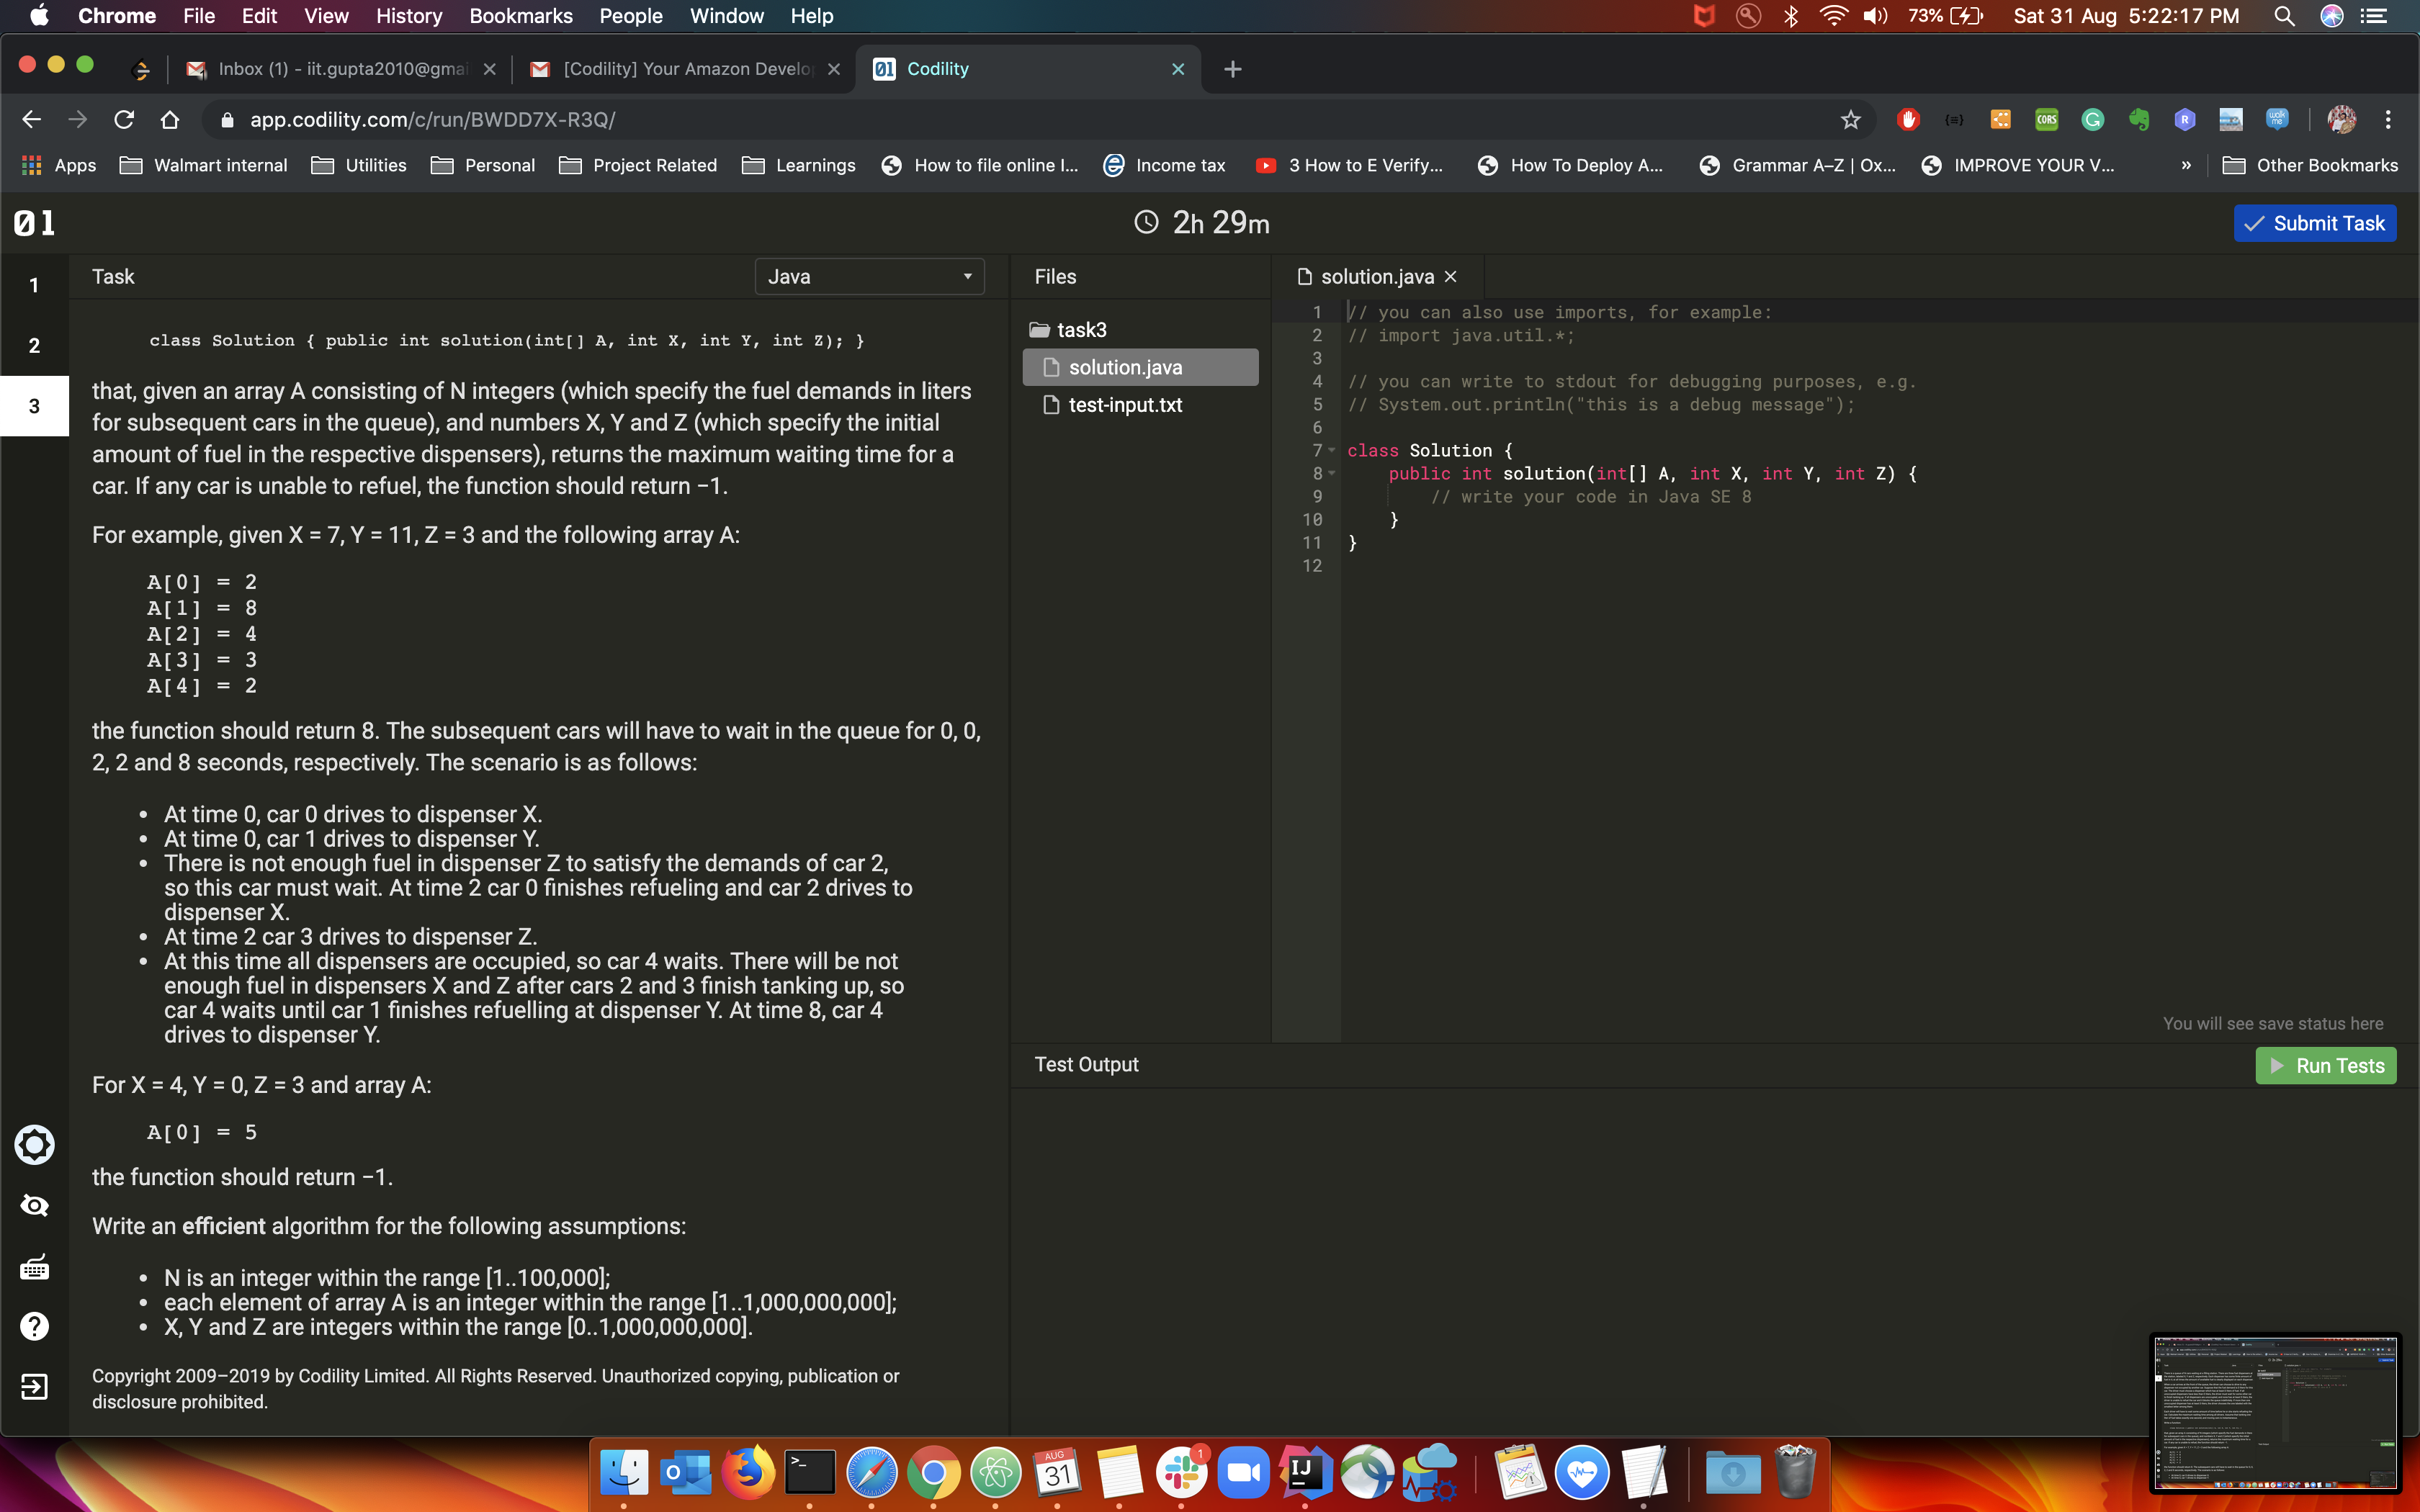 Chrome File Edit View History Bookmarks People Window Help 73% Sat 31 Aug 5:22:17 PM
Inbox (1) - iit.gupta2010@gmai [Codility] Your Amazon Develo 01 Codility
app.codility.com/c/run/BWDD7X-R3Q/ CORS R walk me
Apps Walmart internal Utilities Personal Project Related Learnings How to file online I... Income tax 3 How to E Verify... How To Deploy A... Grammar A–Z | Ox... IMPROVE YOUR V... » Other Bookmarks
01 2h 29m Submit Task
1
2
3
Task Java
class Solution { public int solution(int[] A, int X, int Y, int Z); }
that, given an array A consisting of N integers (which specify the fuel demands in liters
for subsequent cars in the queue), and numbers X, Y and Z (which specify the initial
amount of fuel in the respective dispensers), returns the maximum waiting time for a
car. If any car is unable to refuel, the function should return −1.
For example, given X = 7, Y = 11, Z = 3 and the following array A:
A[0] = 2
A[1] = 8
A[2] = 4
A[3] = 3
A[4] = 2
the function should return 8. The subsequent cars will have to wait in the queue for 0, 0,
2, 2 and 8 seconds, respectively. The scenario is as follows:
• At time 0, car 0 drives to dispenser X.
• At time 0, car 1 drives to dispenser Y.
• There is not enough fuel in dispenser Z to satisfy the demands of car 2,
so this car must wait. At time 2 car 0 finishes refueling and car 2 drives to
dispenser X.
• At time 2 car 3 drives to dispenser Z.
• At this time all dispensers are occupied, so car 4 waits. There will be not
enough fuel in dispensers X and Z after cars 2 and 3 finish tanking up, so
car 4 waits until car 1 finishes refuelling at dispenser Y. At time 8, car 4
drives to dispenser Y.
For X = 4, Y = 0, Z = 3 and array A:
A[0] = 5
the function should return −1.
Write an efficient algorithm for the following assumptions:
• N is an integer within the range [1..100,000];
• each element of array A is an integer within the range [1..1,000,000,000];
• X, Y and Z are integers within the range [0..1,000,000,000].
Copyright 2009–2019 by Codility Limited. All Rights Reserved. Unauthorized copying, publication or
disclosure prohibited.
Files
task3
solution.java
test-input.txt
solution.java
1 // you can also use imports, for example:
2 // import java.util.*;
3
4 // you can write to stdout for debugging purposes, e.g.
5 // System.out.println("this is a debug message");
6
7 class Solution {
8 public int solution(int[] A, int X, int Y, int Z) {
9 // write your code in Java SE 8
10 }
11 }
12
You will see save status here
Test Output Run Tests
AUG
31
1
IJ